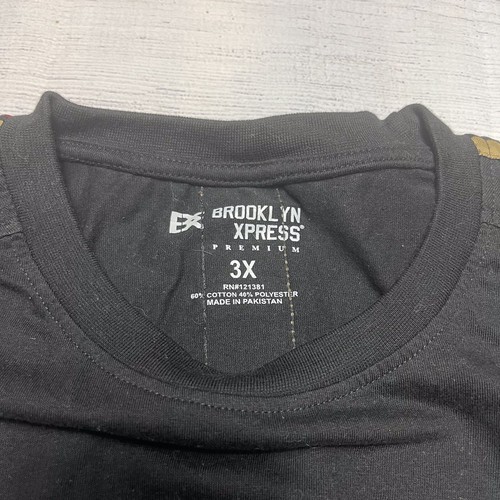 BX BROOKLYN
XPRESS®
PREMIUM
3X
RN#121381
60% COTTON 40% POLYESTER
MADE IN PAKISTAN